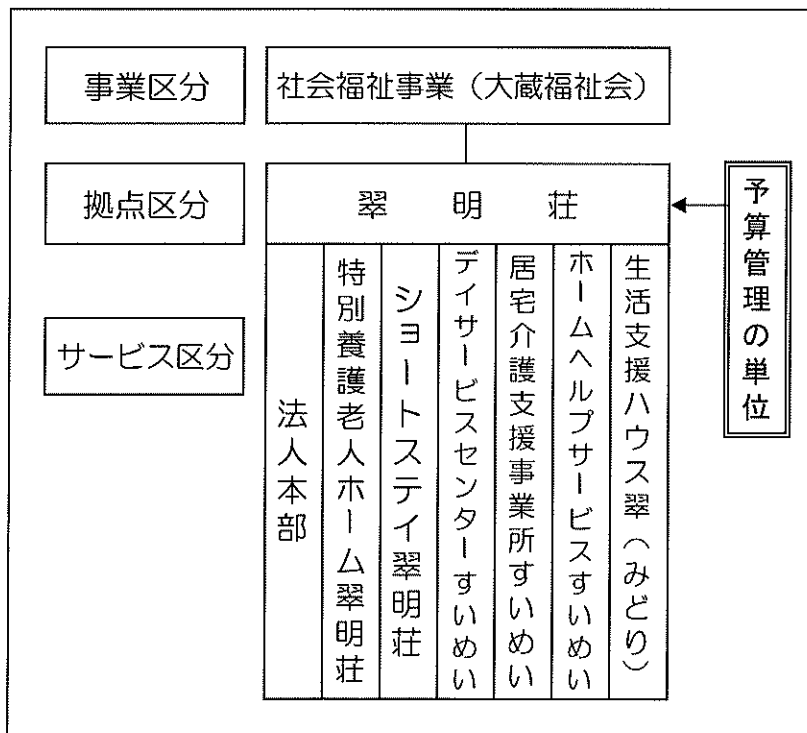 事業区分
社会福祉事業（大蔵福祉会）
拠点区分
翠明荘
予算管理の単位
サービス区分
法人本部
特別養護老人ホーム翠明荘
ショートステイ翠明荘
デイサービスセンターすいめい
居宅介護支援事業所すいめい
ホームヘルプサービスすいめい
生活支援ハウス翠（みどり）